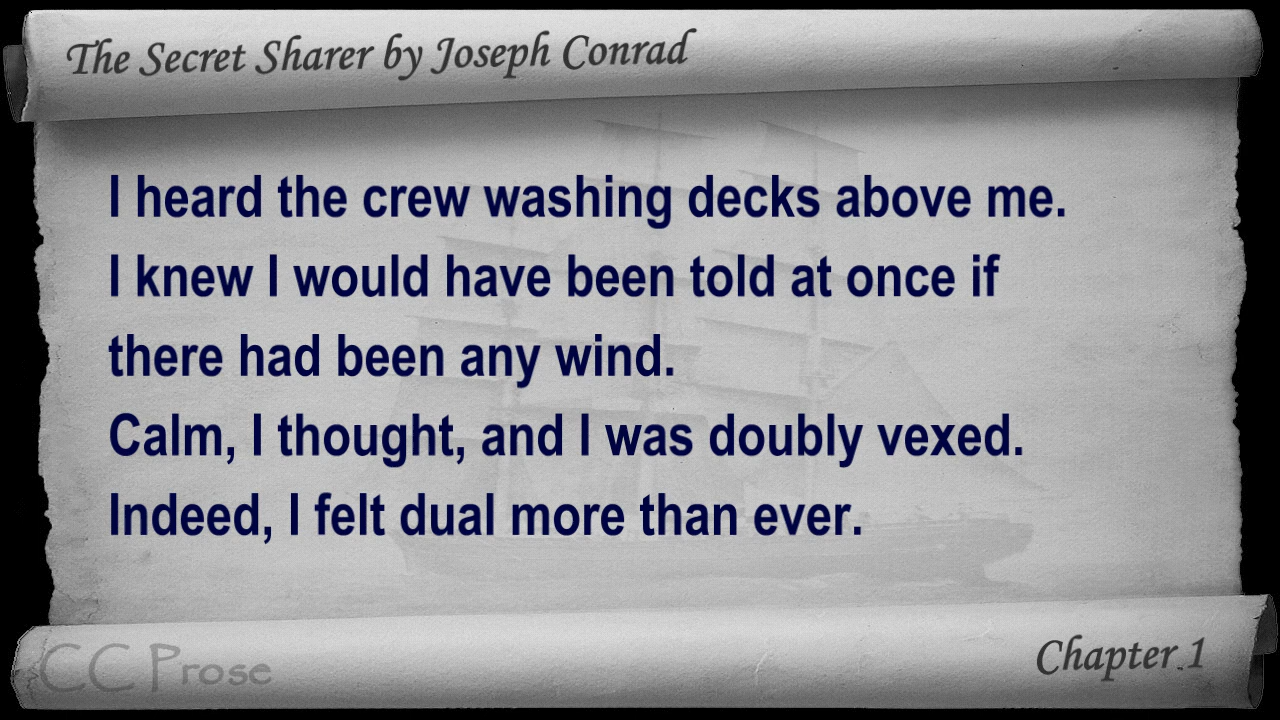 The Secret Sharer by Joseph Conrad
I heard the crew washing decks above me.
I knew I would have been told at once if
there had been any wind.
Calm, I thought, and I was doubly vexed.
Indeed, I felt dual more than ever.
CC Prose
Chapter 1